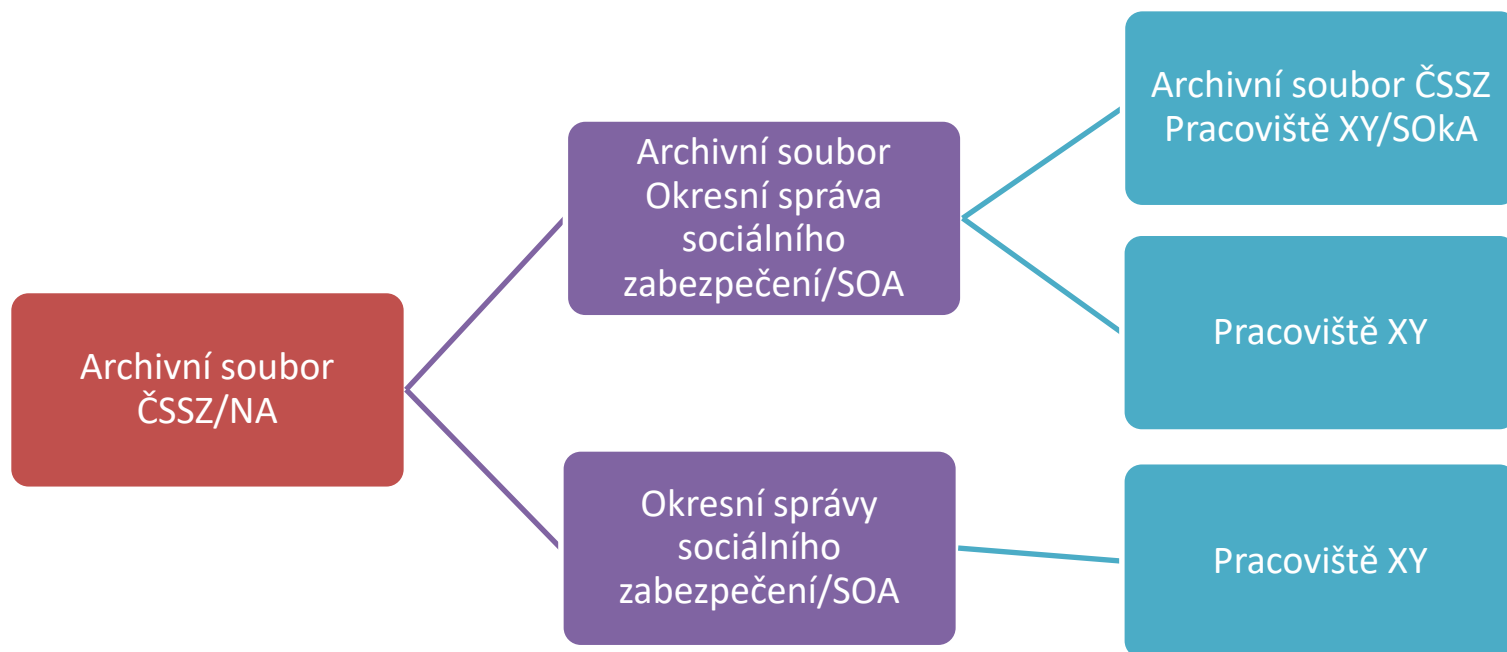 Archivní soubor
ČSSZ/NA
Archivní soubor
Okresní správa
sociálního
zabezpečení/SOA
Okresní správy
sociálního
zabezpečení/SOA
Archivní soubor ČSSZ
Pracoviště XY/SOkA
Pracoviště XY
Pracoviště XY